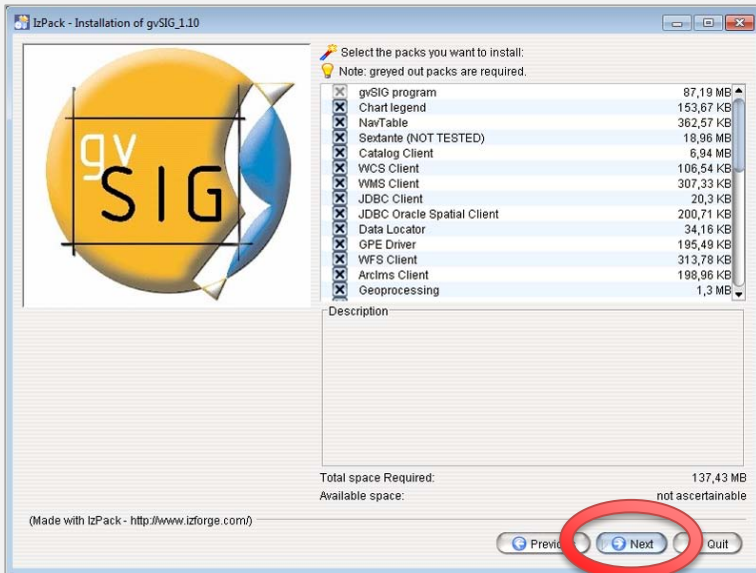 IzPack - Installation of gvSIG_1.10
gv
SIG
Select the packs you want to install:
Note: greyed out packs are required.
gvSIG program 87,19 MB
Chart legend 153,67 KB
NavTable 362,57 KB
Sextante (NOT TESTED) 18,96 MB
Catalog Client 6,94 MB
WCS Client 106,54 KB
WMS Client 307,33 KB
JDBC Client 20,3 KB
JDBC Oracle Spatial Client 200,71 KB
Data Locator 34,16 KB
GPE Driver 195,49 KB
WFS Client 313,78 KB
ArcIms Client 198,96 KB
Geoprocessing 1,3 MB
Description
Total space Required: 137,43 MB
Available space: not ascertainable
(Made with IzPack - http://www.izforge.com/)
Next Quit